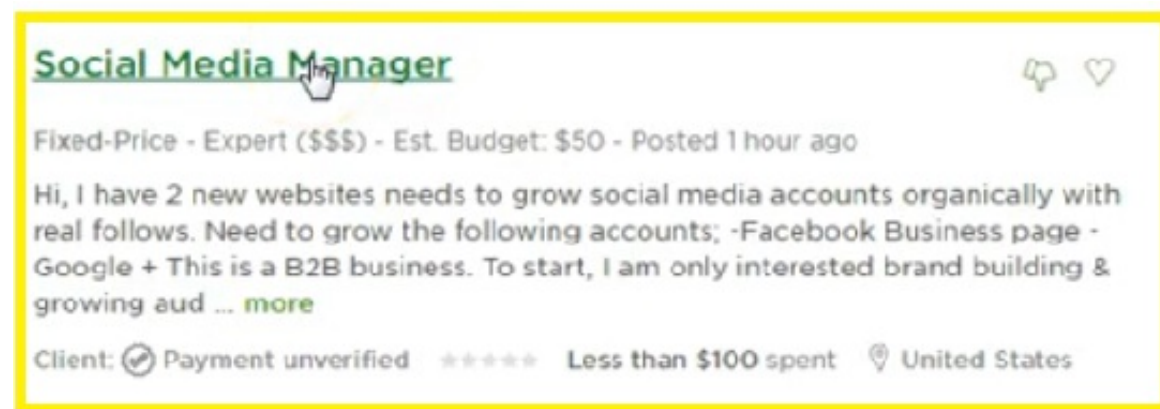 Social Media Manager
Fixed-Price - Expert ($$$) - Est. Budget: $50 - Posted 1 hour ago
Hi, I have 2 new websites needs to grow social media accounts organically with
real follows. Need to grow the following accounts; -Facebook Business page -
Google + This is a B2B business. To start, I am only interested brand building &
growing aud ... more
Client: Payment unverified Less than $100 spent United States